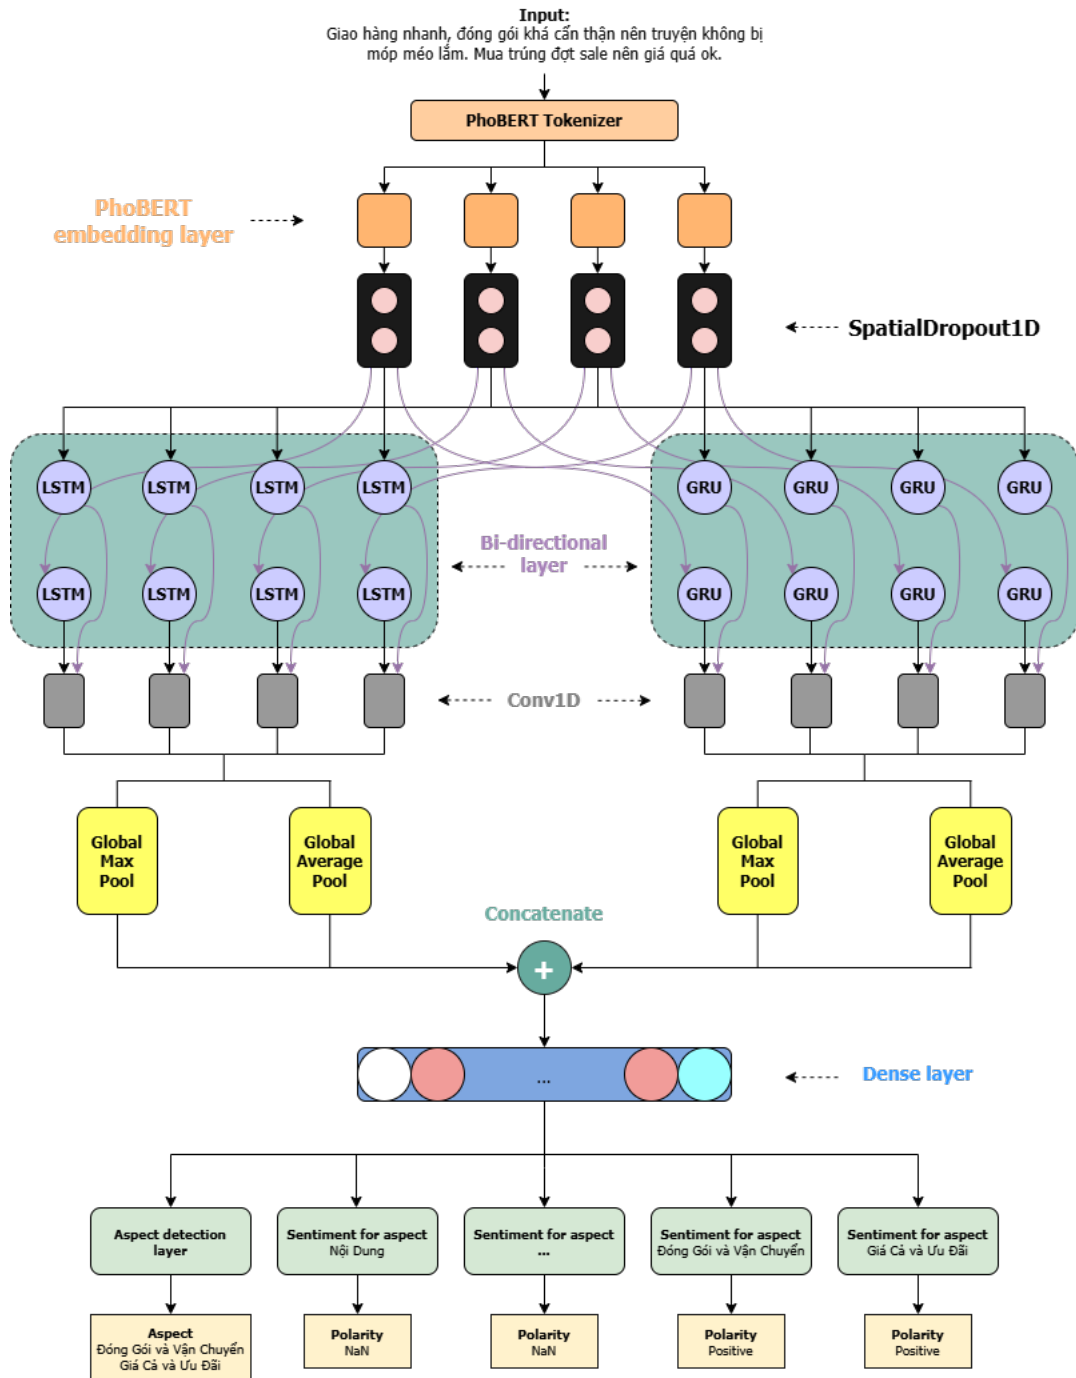 Input:
Giao hàng nhanh, đóng gói khá cẩn thận nên truyện không bị
móp méo lắm. Mua trúng đợt sale nên giá quá ok.
PhoBERT Tokenizer
PhoBERT
embedding layer
SpatialDropout1D
LSTM LSTM LSTM LSTM
GRU GRU GRU GRU
Bi-directional
layer
LSTM LSTM LSTM LSTM
GRU GRU GRU GRU
Conv1D
Global
Max
Pool
Global
Average
Pool
Global
Max
Pool
Global
Average
Pool
Concatenate
+
...
Dense layer
Aspect detection
layer
Sentiment for aspect
Nội Dung
Sentiment for aspect
...
Sentiment for aspect
Đóng Gói và Vận Chuyển
Sentiment for aspect
Giá Cả và Ưu Đãi
Aspect
Đóng Gói và Vận Chuyển
Giá Cả và Ưu Đãi
Polarity
NaN
Polarity
NaN
Polarity
Positive
Polarity
Positive